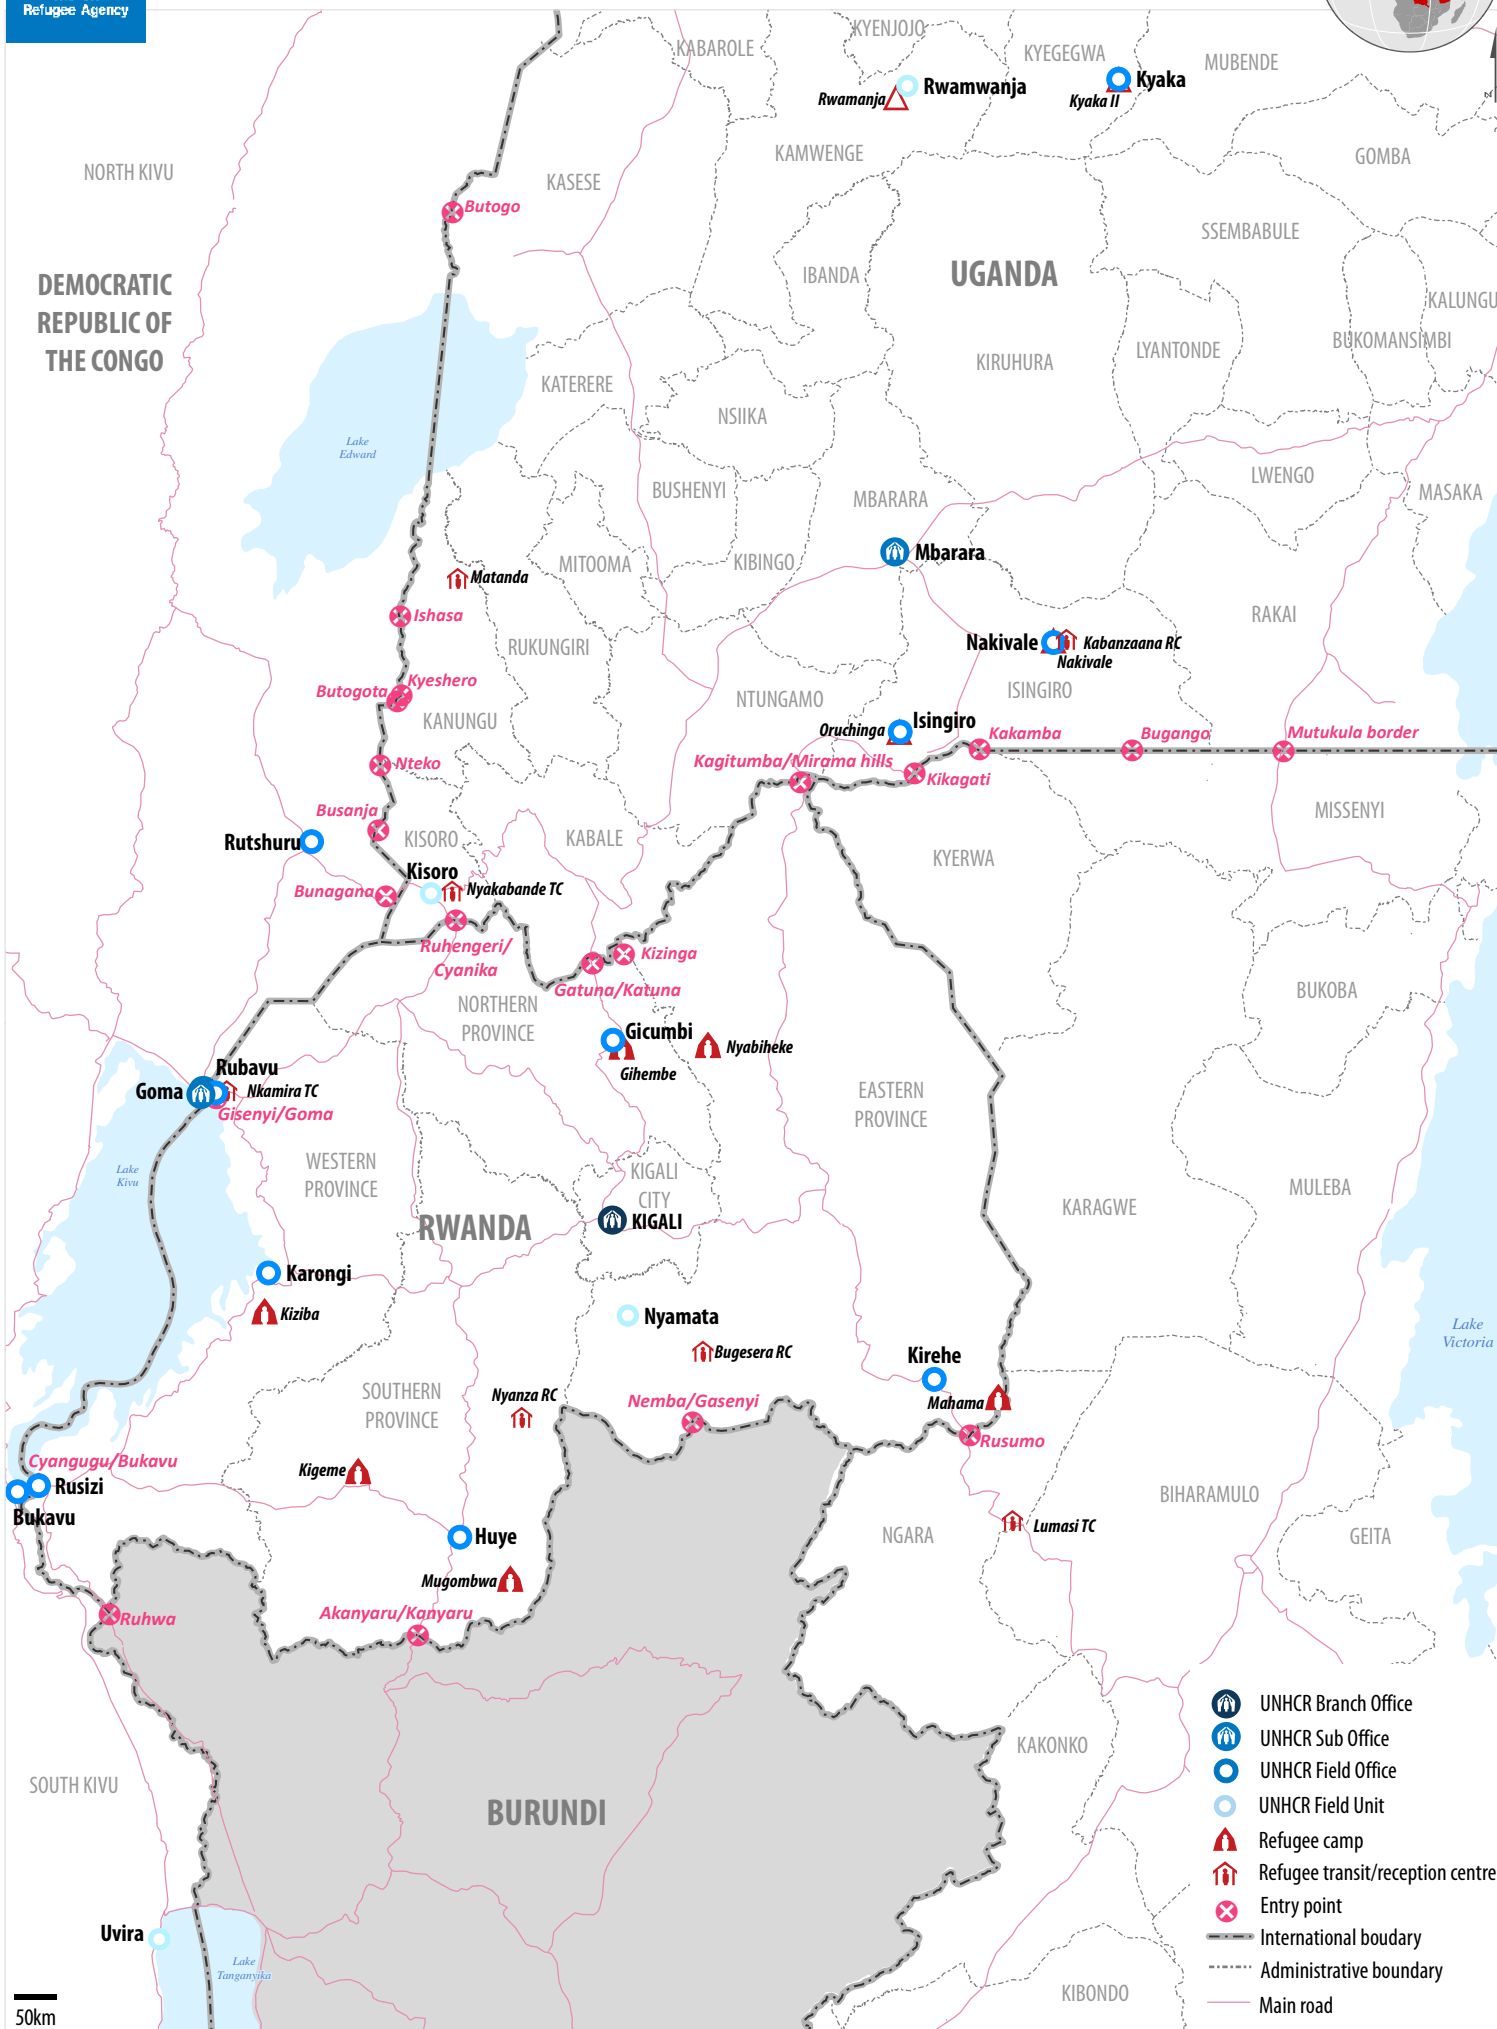 Refugee Agency
KABAROLE
KYENJOJO
KYEGEGWA
MUBENDE
Rwamwanja
Rwamanja
Kyaka
Kyaka II
NORTH KIVU
KAMWENGE
GOMBA
KASESE
Butogo
SSEMBABULE
DEMOCRATIC
REPUBLIC OF
THE CONGO
IBANDA
UGANDA
KALUNGU
BUKOMANSIMBI
LYANTONDE
KIRUHURA
KATERERE
NSIIKA
Lake
Edward
BUSHENYI
MBARARA
LWENGO
MASAKA
Mbarara
MITOOMA
KIBINGO
Matanda
Ishasa
RAKAI
RUKUNGIRI
Nakivale
Kabanzaana RC
Nakivale
Kyeshero
Butogota
ISINGIRO
NTUNGAMO
KANUNGU
Oruchinga
Isingiro
Kakamba
Bugango
Mutukula border
Nteko
Kagitumba/Mirama hills
Kikagati
Busanja
MISSENYI
Rutshuru
KISORO
KABALE
KYERWA
Kisoro
Bunagana
Nyakabande TC
Ruhengeri/
Cyanika
Kizinga
Gatuna/Katuna
BUKOBA
NORTHERN
PROVINCE
Gicumbi
Gihembe
Nyabiheke
Rubavu
Goma
Nkamira TC
Gisenyi/Goma
EASTERN
PROVINCE
Lake
Kivu
WESTERN
PROVINCE
KIGALI
CITY
KIGALI
MULEBA
KARAGWE
RWANDA
Karongi
Kiziba
Nyamata
Bugesera RC
Lake
Victoria
Kirehe
Mahama
SOUTHERN
PROVINCE
Nyanza RC
Nemba/Gasenyi
Rusumo
Cyangugu/Bukavu
Rusizi
Bukavu
Kigeme
BIHARAMULO
Lumasi TC
NGARA
GEITA
Huye
Mugombwa
Akanyaru/Kanyaru
Ruhwa
KAKONKO
SOUTH KIVU
BURUNDI
UNHCR Branch Office
UNHCR Sub Office
UNHCR Field Office
UNHCR Field Unit
Refugee camp
Refugee transit/reception centre
Entry point
International boudary
Administrative boundary
Main road
Uvira
Lake
Tanganyika
KIBONDO
50km